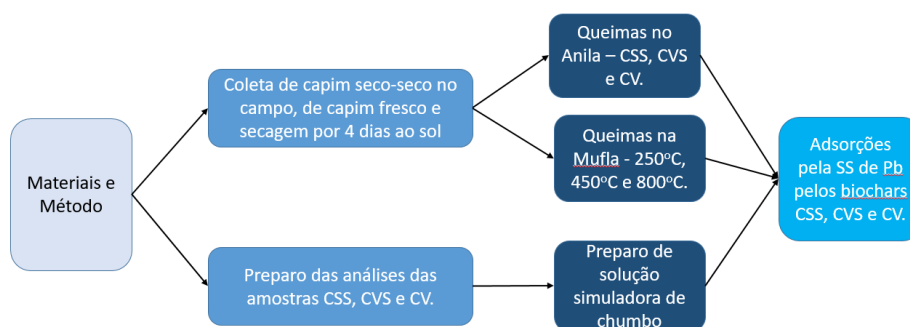 Materiais e
Método
Coleta de capim seco-seco no
campo, de capim fresco e
secagem por 4 dias ao sol
Preparo das análises das
amostras CSS, CVS e CV.
Queimas no
Anila – CSS, CVS
e CV.
Queimas na
Mufla - 250ºC,
450ºC e 800ºC.
Preparo de
solução
simuladora de
chumbo
Adsorções
pela SS de Pb
pelos biochars
CSS, CVS e CV.